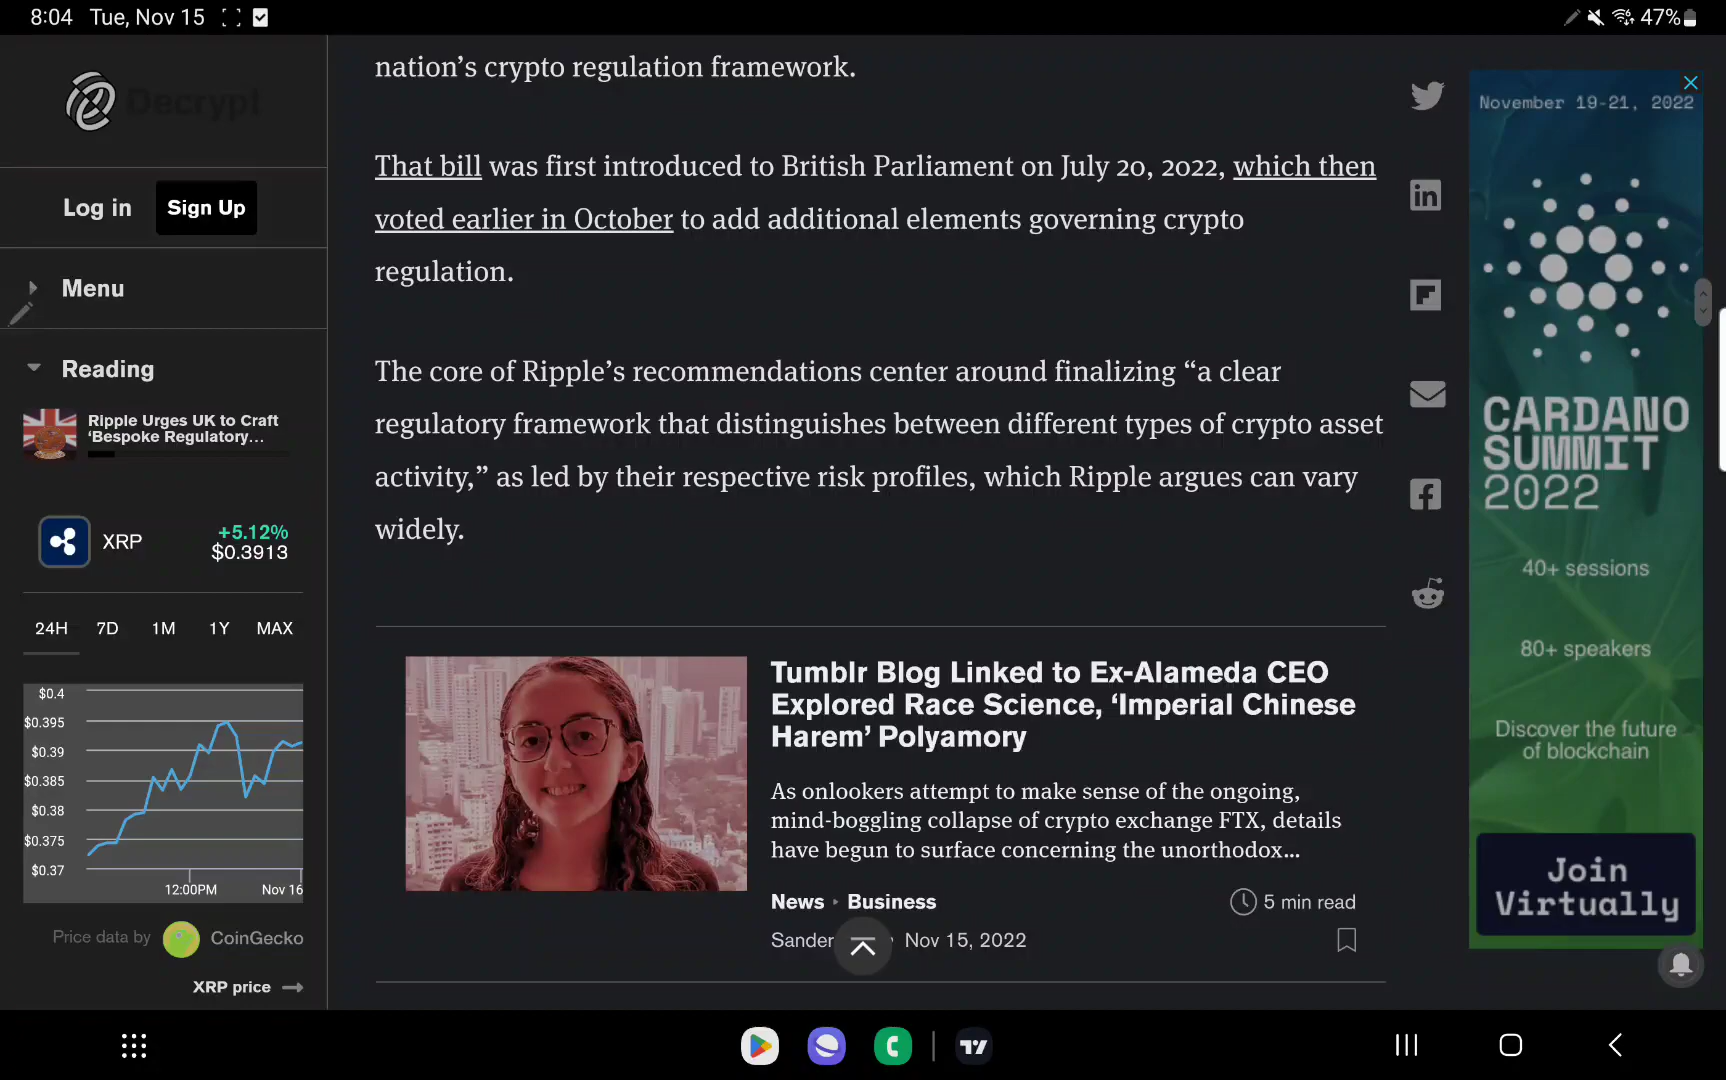 8:04 Tue, Nov 15
47%
Decrypt
Log in
Sign Up
Menu
Reading
Ripple Urges UK to Craft
‘Bespoke Regulatory...
XRP
+5.12%
$0.3913
24H 7D 1M 1Y MAX
$0.4
$0.395
$0.39
$0.385
$0.38
$0.375
$0.37
12:00PM Nov 16
Price data by CoinGecko
XRP price
nation’s crypto regulation framework.
That bill was first introduced to British Parliament on July 20, 2022, which then
voted earlier in October to add additional elements governing crypto
regulation.
The core of Ripple’s recommendations center around finalizing “a clear
regulatory framework that distinguishes between different types of crypto asset
activity,” as led by their respective risk profiles, which Ripple argues can vary
widely.
Tumblr Blog Linked to Ex-Alameda CEO
Explored Race Science, ‘Imperial Chinese
Harem’ Polyamory
As onlookers attempt to make sense of the ongoing,
mind-boggling collapse of crypto exchange FTX, details
have begun to surface concerning the unorthodox...
News • Business
5 min read
Sander
Nov 15, 2022
November 19-21, 2022
CARDANO
SUMMIT
2022
40+ sessions
80+ speakers
Discover the future
of blockchain
Join
Virtually